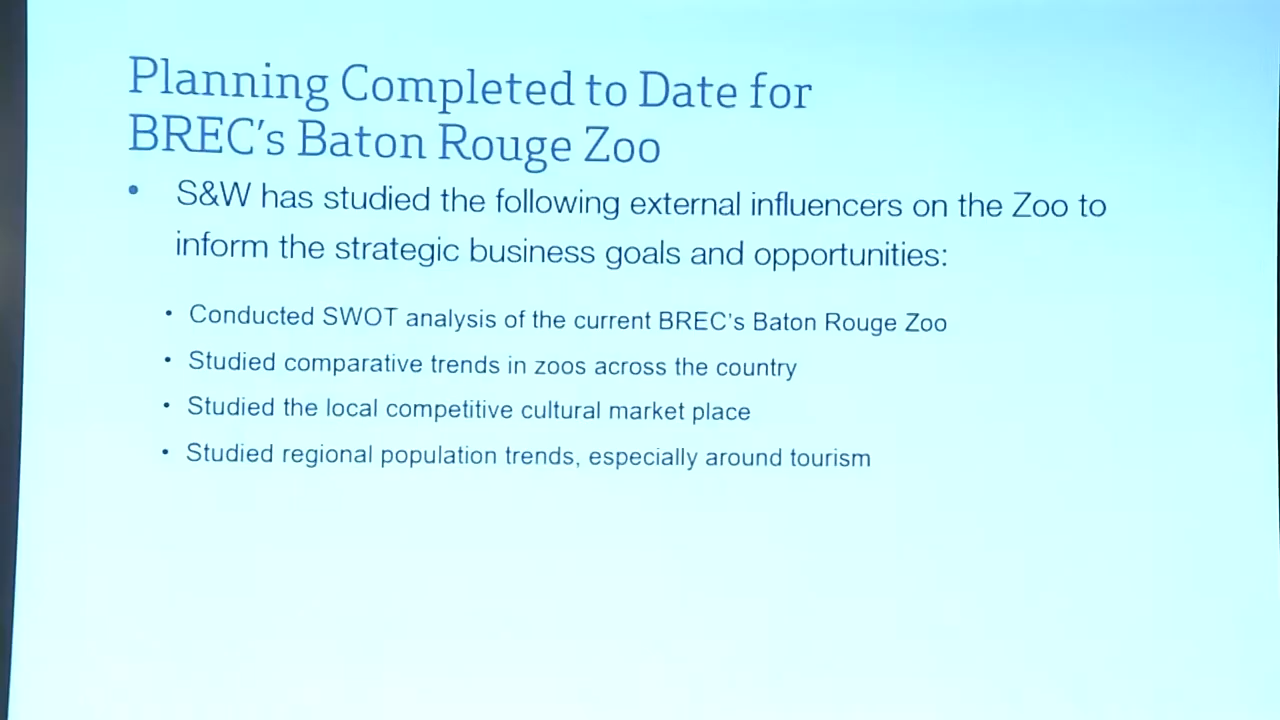 Planning Completed to Date for
BREC's Baton Rouge Zoo
• S&W has studied the following external influencers on the Zoo to
inform the strategic business goals and opportunities:
• Conducted SWOT analysis of the current BREC's Baton Rouge Zoo
• Studied comparative trends in zoos across the country
• Studied the local competitive cultural market place
• Studied regional population trends, especially around tourism